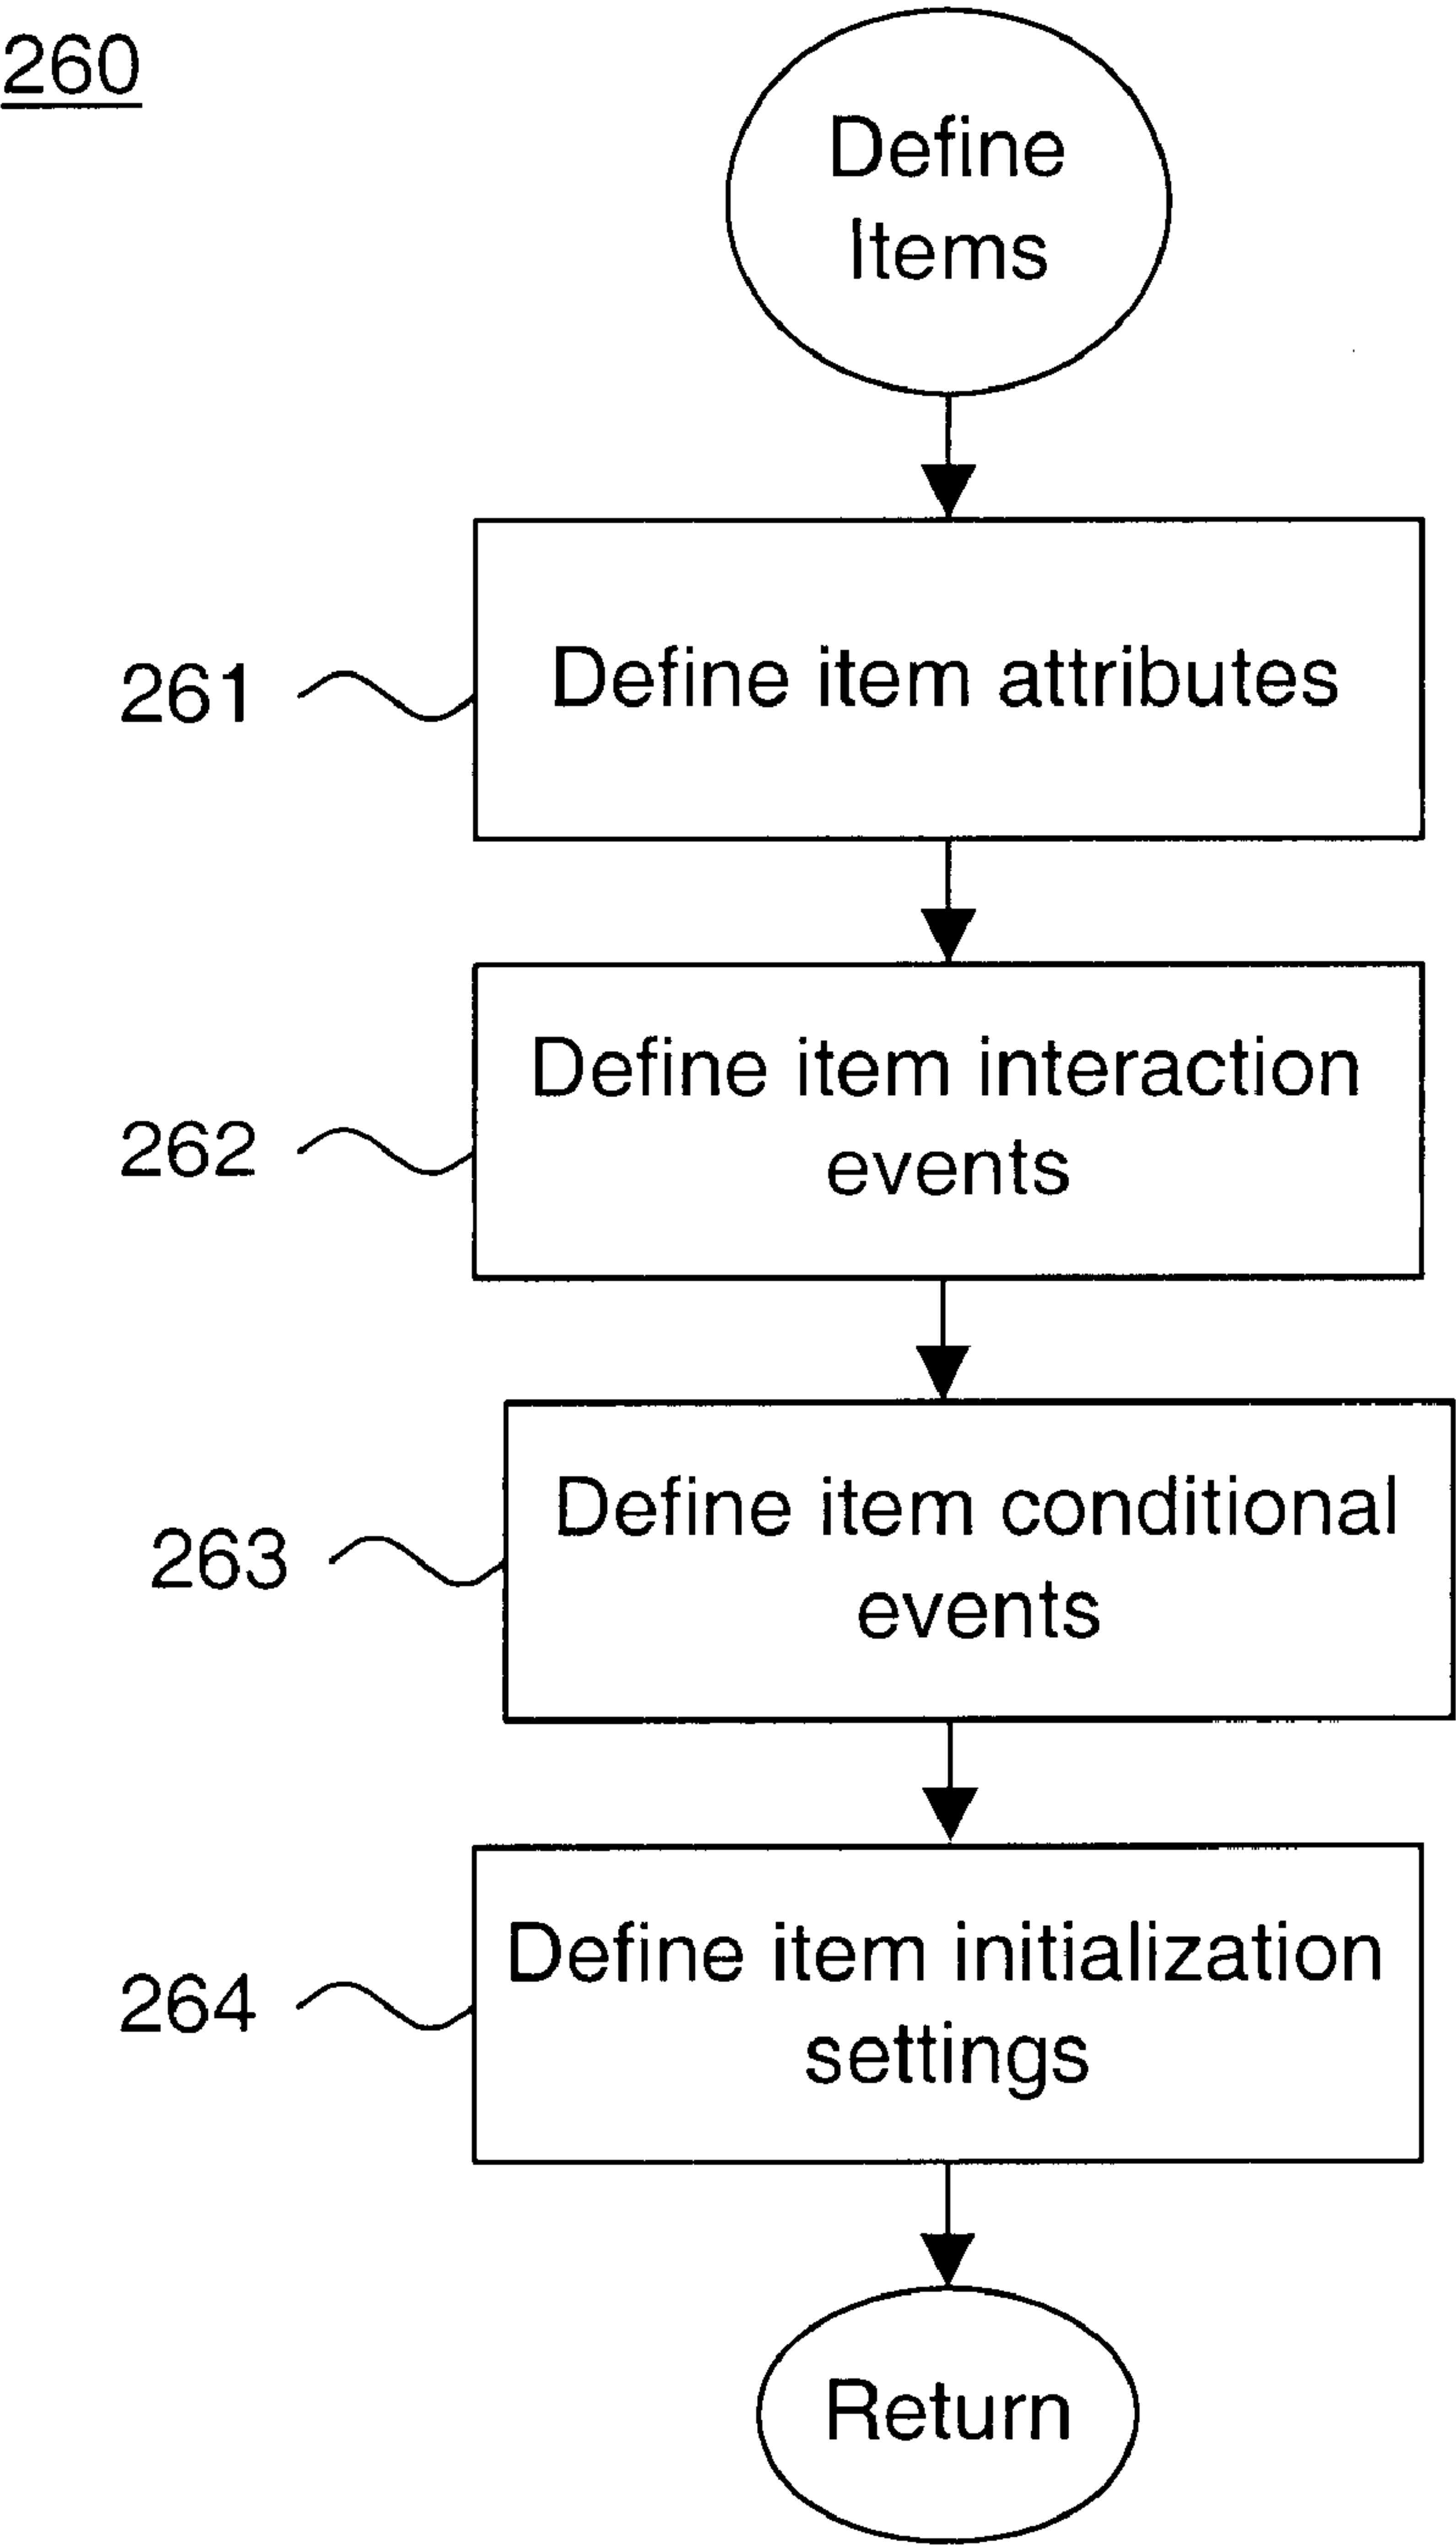 260
Define
Items
261
Define item attributes
262
Define item interaction
events
263
Define item conditional
events
264
Define item initialization
settings
Return